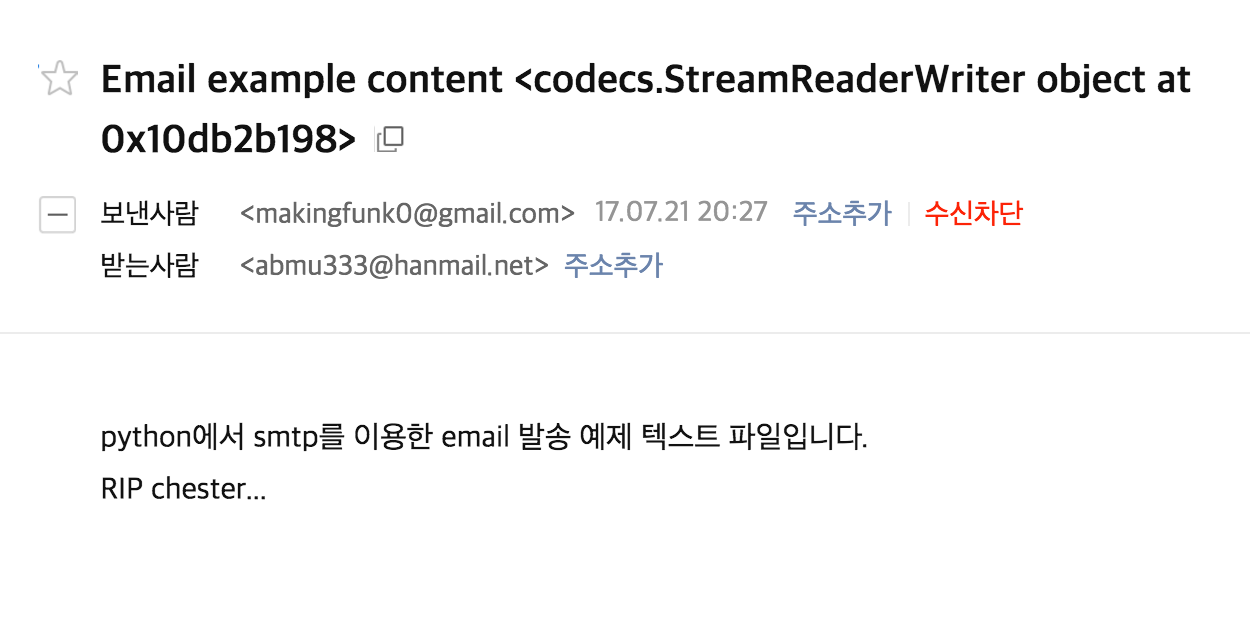 Email example content <codecs.StreamReaderWriter object at
0x10db2b198>
보낸사람 <makingfunk0@gmail.com> 17.07.21 20:27 주소추가 수신차단
받는사람 <abmu333@hanmail.net> 주소추가
python에서 smtp를 이용한 email 발송 예제 텍스트 파일입니다.
RIP chester...